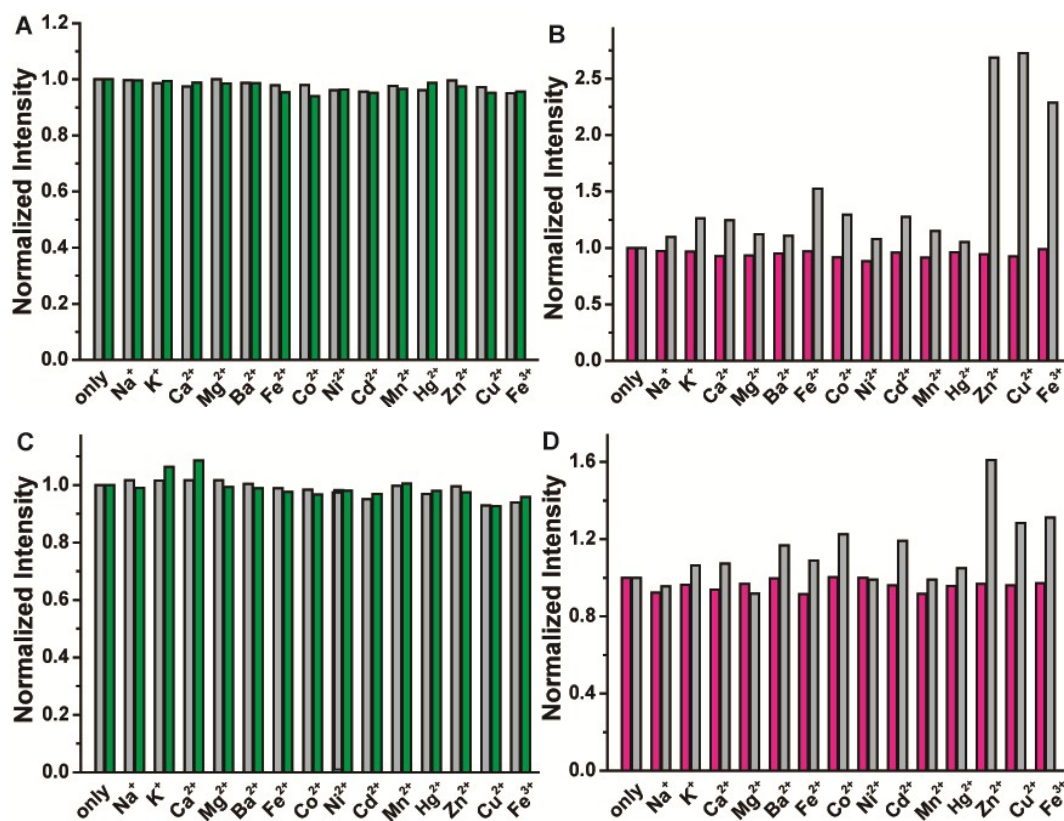 A
Normalized Intensity
1.2
1.0
0.8
0.6
0.4
0.2
0.0
only Na⁺ K⁺ Ca²⁺ Mg²⁺ Ba²⁺ Fe²⁺ Co²⁺ Ni²⁺ Cd²⁺ Mn²⁺ Hg²⁺ Zn²⁺ Cu²⁺ Fe³⁺
B
Normalized Intensity
2.5
2.0
1.5
1.0
0.5
0.0
only Na⁺ K⁺ Ca²⁺ Mg²⁺ Ba²⁺ Fe²⁺ Co²⁺ Ni²⁺ Cd²⁺ Mn²⁺ Hg²⁺ Zn²⁺ Cu²⁺ Fe³⁺
C
Normalized Intensity
1.0
0.8
0.6
0.4
0.2
0.0
only Na⁺ K⁺ Ca²⁺ Mg²⁺ Ba²⁺ Fe²⁺ Co²⁺ Ni²⁺ Cd²⁺ Mn²⁺ Hg²⁺ Zn²⁺ Cu²⁺ Fe³⁺
D
Normalized Intensity
1.6
1.2
0.8
0.4
0.0
only Na⁺ K⁺ Ca²⁺ Mg²⁺ Ba²⁺ Fe²⁺ Co²⁺ Ni²⁺ Cd²⁺ Mn²⁺ Hg²⁺ Zn²⁺ Cu²⁺ Fe³⁺